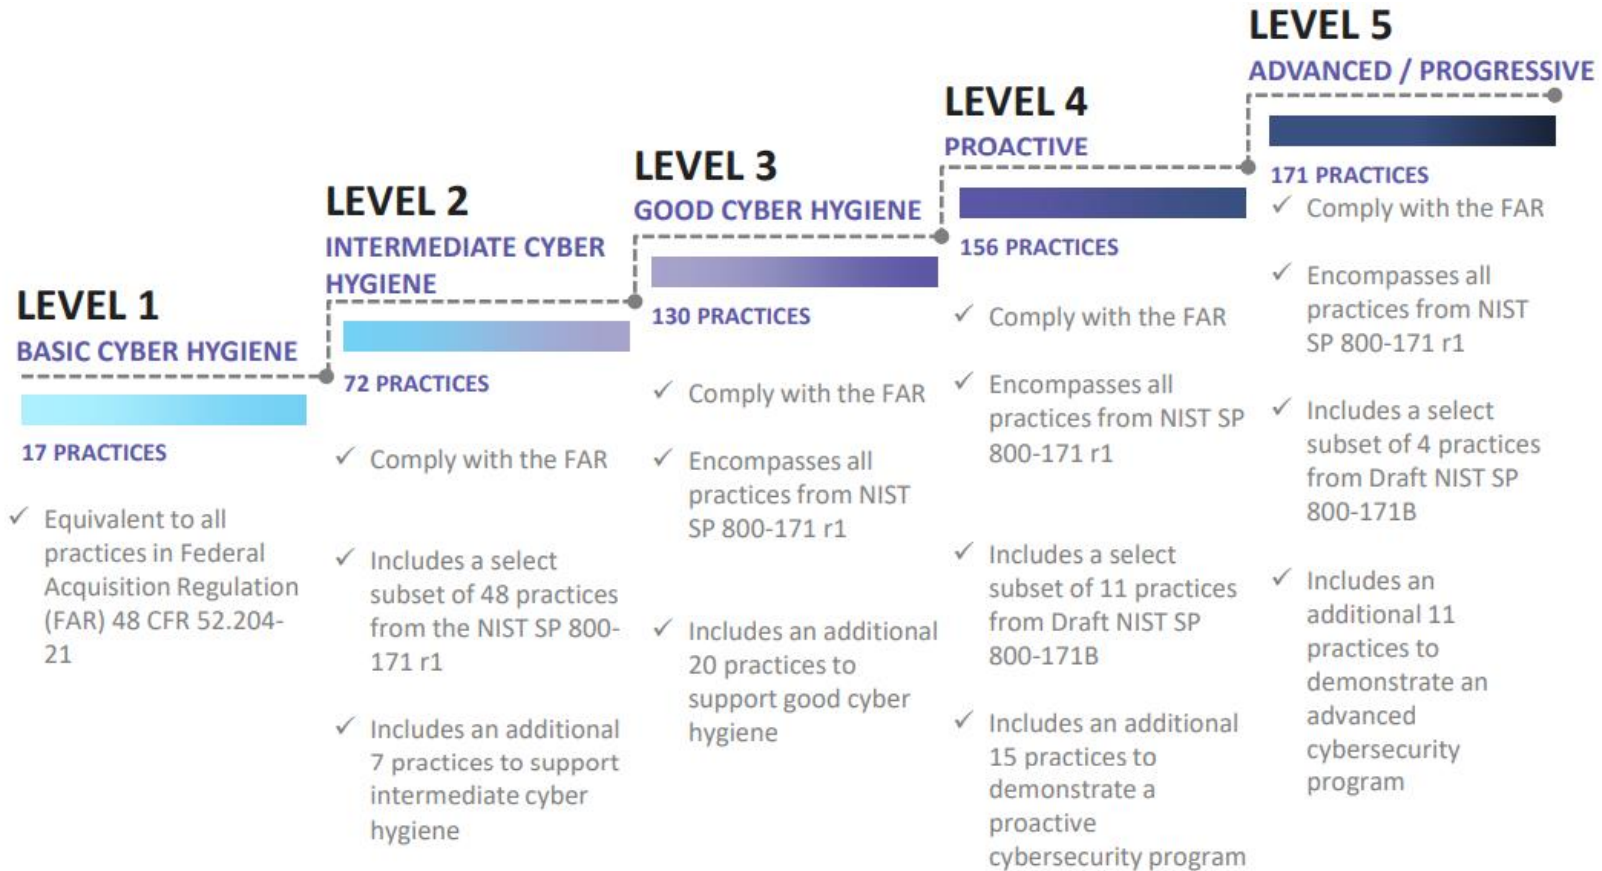 LEVEL 1
BASIC CYBER HYGIENE
17 PRACTICES
✓ Equivalent to all
practices in Federal
Acquisition Regulation
(FAR) 48 CFR 52.204-
21
LEVEL 2
INTERMEDIATE CYBER
HYGIENE
72 PRACTICES
✓ Comply with the FAR
✓ Includes a select
subset of 48 practices
from the NIST SP 800-
171 r1
✓ Includes an additional
7 practices to support
intermediate cyber
hygiene
LEVEL 3
GOOD CYBER HYGIENE
130 PRACTICES
✓ Comply with the FAR
✓ Encompasses all
practices from NIST
SP 800-171 r1
✓ Includes an additional
20 practices to
support good cyber
hygiene
LEVEL 4
PROACTIVE
156 PRACTICES
✓ Comply with the FAR
✓ Encompasses all
practices from NIST SP
800-171 r1
✓ Includes a select
subset of 11 practices
from Draft NIST SP
800-171B
✓ Includes an additional
15 practices to
demonstrate a
proactive
cybersecurity program
LEVEL 5
ADVANCED / PROGRESSIVE
171 PRACTICES
✓ Comply with the FAR
✓ Encompasses all
practices from NIST
SP 800-171 r1
✓ Includes a select
subset of 4 practices
from Draft NIST SP
800-171B
✓ Includes an
additional 11
practices to
demonstrate an
advanced
cybersecurity
program